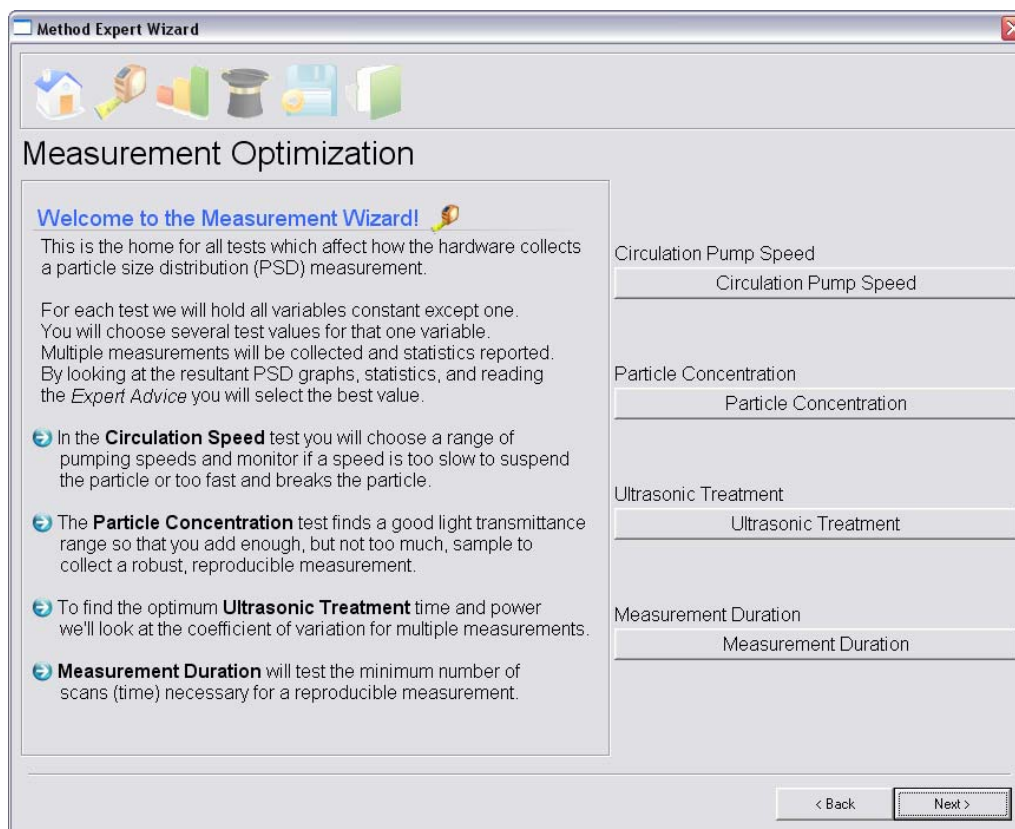 Method Expert Wizard
Measurement Optimization
Welcome to the Measurement Wizard!
This is the home for all tests which affect how the hardware collects
a particle size distribution (PSD) measurement.
For each test we will hold all variables constant except one.
You will choose several test values for that one variable.
Multiple measurements will be collected and statistics reported.
By looking at the resultant PSD graphs, statistics, and reading
the Expert Advice you will select the best value.
In the Circulation Speed test you will choose a range of
pumping speeds and monitor if a speed is too slow to suspend
the particle or too fast and breaks the particle.
The Particle Concentration test finds a good light transmittance
range so that you add enough, but not too much, sample to
collect a robust, reproducible measurement.
To find the optimum Ultrasonic Treatment time and power
we'll look at the coefficient of variation for multiple measurements.
Measurement Duration will test the minimum number of
scans (time) necessary for a reproducible measurement.
Circulation Pump Speed
Circulation Pump Speed
Particle Concentration
Particle Concentration
Ultrasonic Treatment
Ultrasonic Treatment
Measurement Duration
Measurement Duration
< Back
Next >